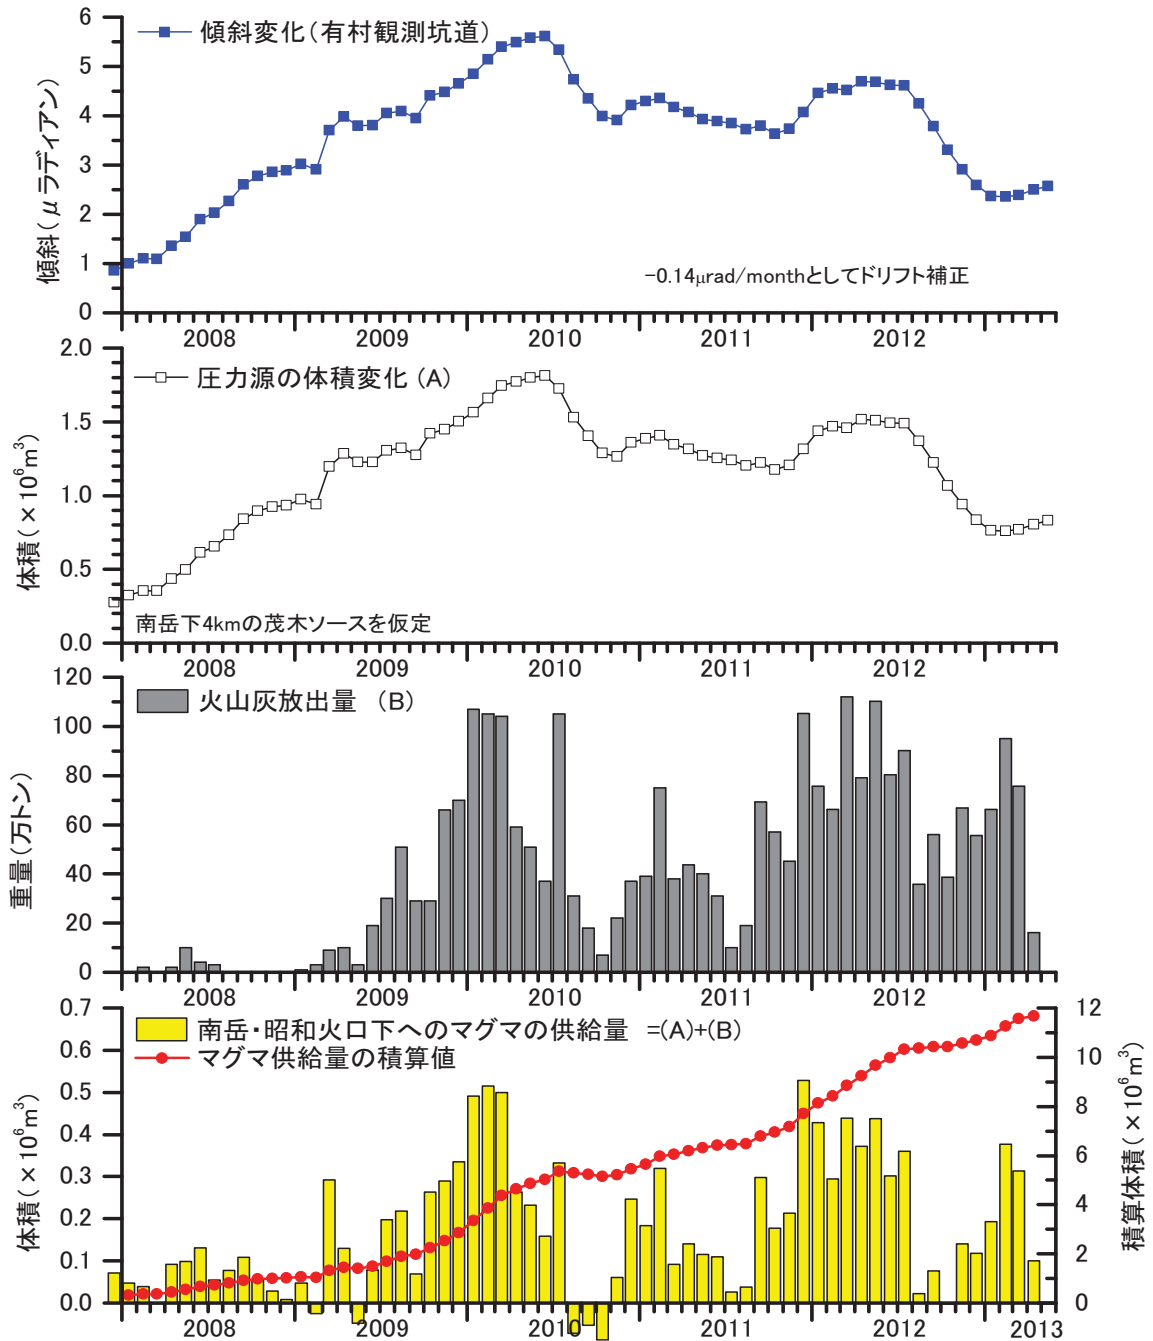 6
傾斜変化(有村観測坑道)
5
4
3
2
1
0
傾斜(μラディアン)
-0.14μrad/monthとしてドリフト補正
2008 2009 2010 2011 2012
2.0
圧力源の体積変化 (A)
1.5
1.0
0.5
0.0
体積(×10⁶m³)
南岳下4kmの茂木ソースを仮定
2008 2009 2010 2011 2012
120
火山灰放出量 (B)
100
80
60
40
20
0
重量(万トン)
2008 2009 2010 2011 2012
0.7 12
南岳・昭和火口下へのマグマの供給量 =(A)+(B)
マグマ供給量の積算値
0.6
10
0.5
8
0.4
6
0.3
4
0.2
2
0.1
0.0 0
体積(×10⁶m³)
積算体積(×10⁶m³)
2008 2009 2010 2011 2012 2013